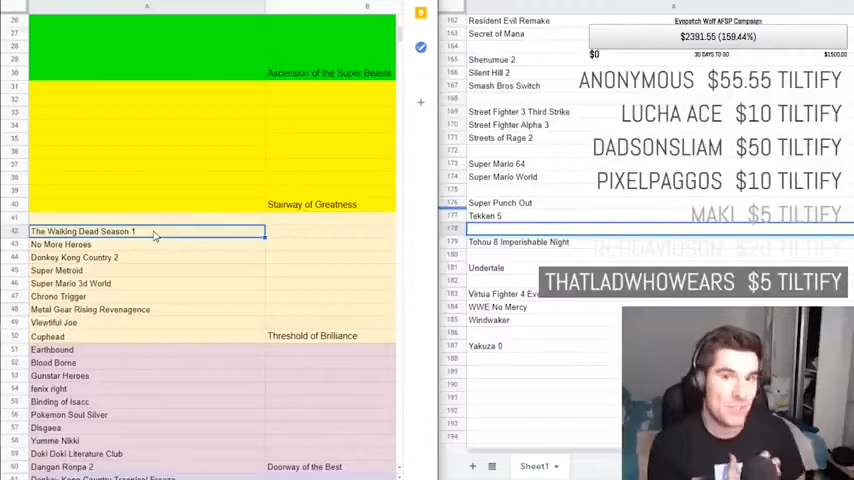 A
B
26
27
28
29
30 Ascension of the Super Beasts
31
32
33
34
35
36
37
38
39
40 Stairway of Greatness
41
42 The Walking Dead Season 1
43 No More Heroes
44 Donkey Kong Country 2
45 Super Metroid
46 Super Mario 3d World
47 Chrono Trigger
48 Metal Gear Rising Revenagence
49 Viewtiful Joe
50 Cuphead Threshold of Brilliance
51 Earthbound
52 Blood Borne
53 Gunstar Heroes
54 fenix right
55 Binding of Isacc
56 Pokemon Soul Silver
57 Disgaea
58 Yumme Nikki
59 Doki Doki Literature Club
60 Dangan Ronpa 2 Doorway of the Best
61 Donkey Kong Country Tropical Freeze
A
162 Resident Evil Remake
163 Secret of Mana
164
165 Shenumue 2
166 Silent Hill 2
167 Smash Bros Switch
168
169 Street Fighter 3 Third Strike
170 Street Fighter Alpha 3
171 Streets of Rage 2
172
173 Super Mario 64
174 Super Mario World
175
176 Super Punch Out
177 Tekken 5
178
179 Tohou 8 Imperishable Night
180
181 Undertale
182
183 Virtua Fighter 4
184 WWE No Mercy
185 Windwaker
186
187 Yakuza 0
188
189
190
191
192
193
194
Sheet1
Eyepatch Wolf AFSP Campaign
$2391.55 (159.44%)
$0 30 DAYS TO GO $1500.00
ANONYMOUS $55.55 TILTIFY
LUCHA ACE $10 TILTIFY
DADSONSLIAM $50 TILTIFY
PIXELPAGGOS $10 TILTIFY
MAKI $5 TILTIFY
$20 TILTIFY
THATLADWHOWEARS $5 TILTIFY